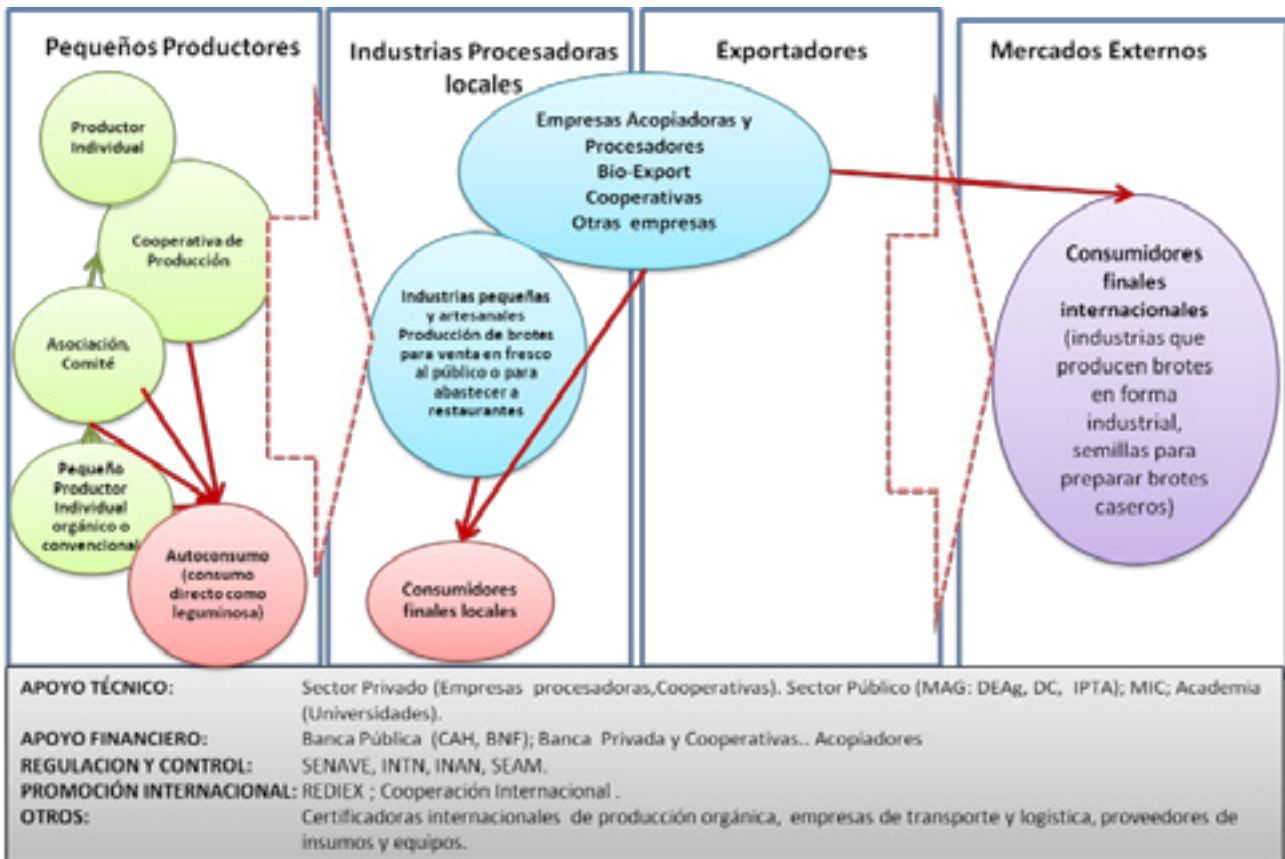 Pequeños Productores
Productor
Individual
Cooperativa de
Producción
Asociación,
Comité
Pequeño
Productor
Individual
orgánico o
convencional
Autoconsumo
(consumo
directo como
leguminosa)
Industrias Procesadoras
locales
Empresas Acopiadoras y
Procesadores
Bio-Export
Cooperativas
Otras empresas
Industrias pequeñas
y artesanales
Producción de brotes
para venta en fresco
al público o para
abastecer a
restaurantes
Consumidores
finales locales
Exportadores
Mercados Externos
Consumidores
finales
internacionales
(industrias que
producen brotes
en forma
industrial,
semillas para
preparar brotes
caseros)
APOYO TÉCNICO: Sector Privado (Empresas procesadoras,Cooperativas). Sector Público (MAG: DEAg, DC, IPTA); MIC; Academia
(Universidades).
APOYO FINANCIERO: Banca Pública (CAH, BNF); Banca Privada y Cooperativas.. Acopiadores
REGULACION Y CONTROL: SENAVE, INTN, INAN, SEAM.
PROMOCIÓN INTERNACIONAL: REDIEX ; Cooperación Internacional .
OTROS: Certificadoras internacionales de producción orgánica, empresas de transporte y logística, proveedores de
insumos y equipos.